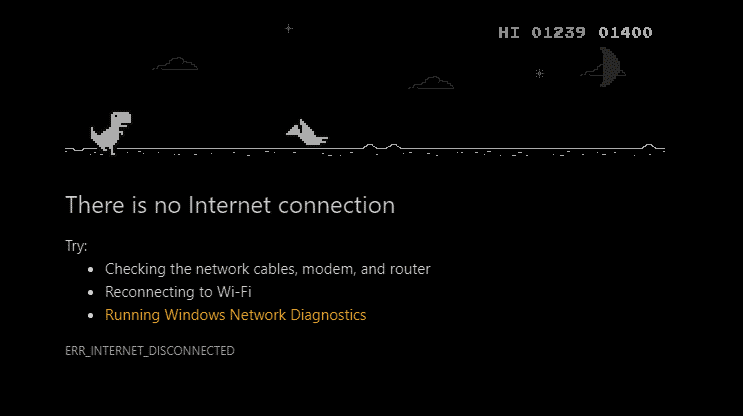 HI 01239 01400
There is no Internet connection
Try:
Checking the network cables, modem, and router
Reconnecting to Wi-Fi
Running Windows Network Diagnostics
ERR_INTERNET_DISCONNECTED